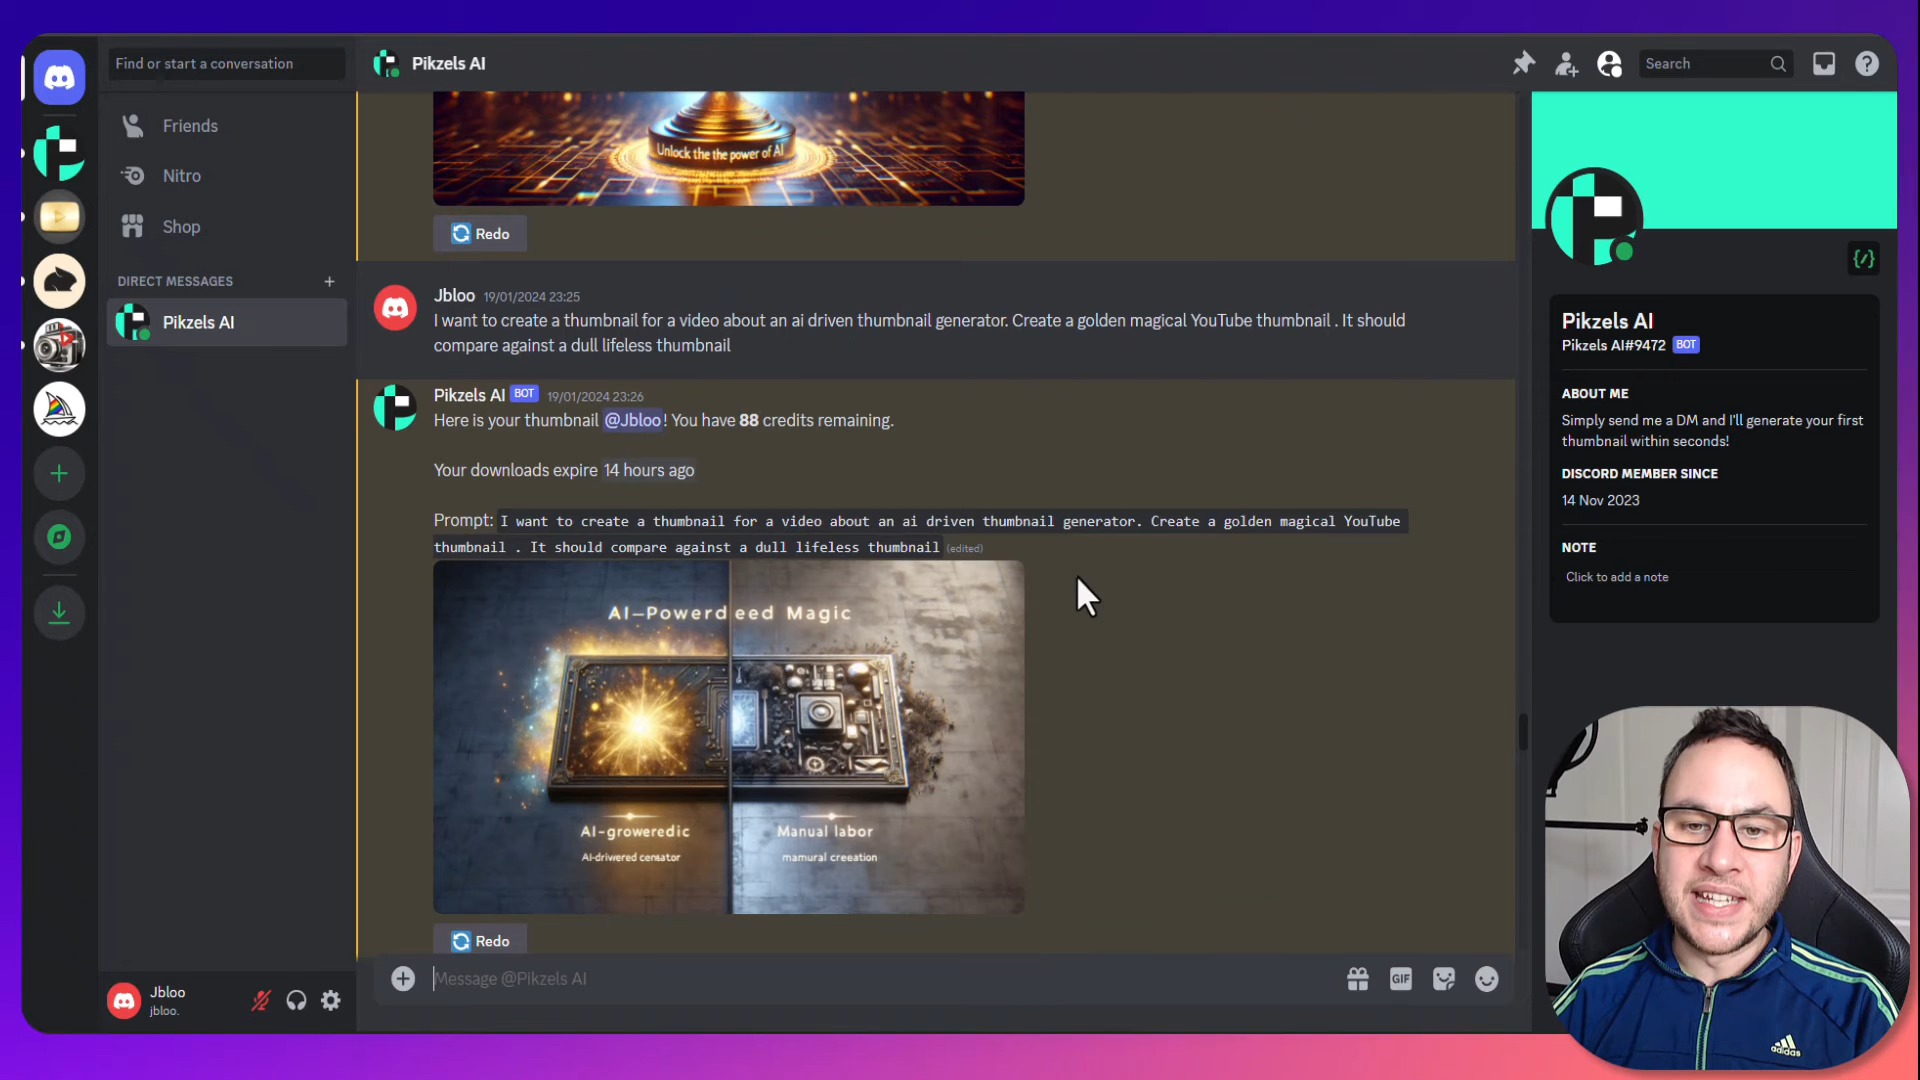 Find or start a conversation
Friends
Nitro
Shop
DIRECT MESSAGES
Pikzels AI
Jbloo
jbloo.
Pikzels AI
Search
Unlock the the power of AI
Redo
Jbloo 19/01/2024 23:25
I want to create a thumbnail for a video about an ai driven thumbnail generator. Create a golden magical YouTube thumbnail . It should
compare against a dull lifeless thumbnail
Pikzels AI BOT 19/01/2024 23:26
Here is your thumbnail @Jbloo! You have 88 credits remaining.
Your downloads expire 14 hours ago
Prompt: I want to create a thumbnail for a video about an ai driven thumbnail generator. Create a golden magical YouTube
thumbnail . It should compare against a dull lifeless thumbnail (edited)
AI–Powerdeed Magic
AI-groweredic
Manual labor
AI-driwered censator
mamural creeation
Redo
Message @Pikzels AI
GIF
Pikzels AI
Pikzels AI#9472 BOT
ABOUT ME
Simply send me a DM and I'll generate your first
thumbnail within seconds!
DISCORD MEMBER SINCE
14 Nov 2023
NOTE
Click to add a note
adidas